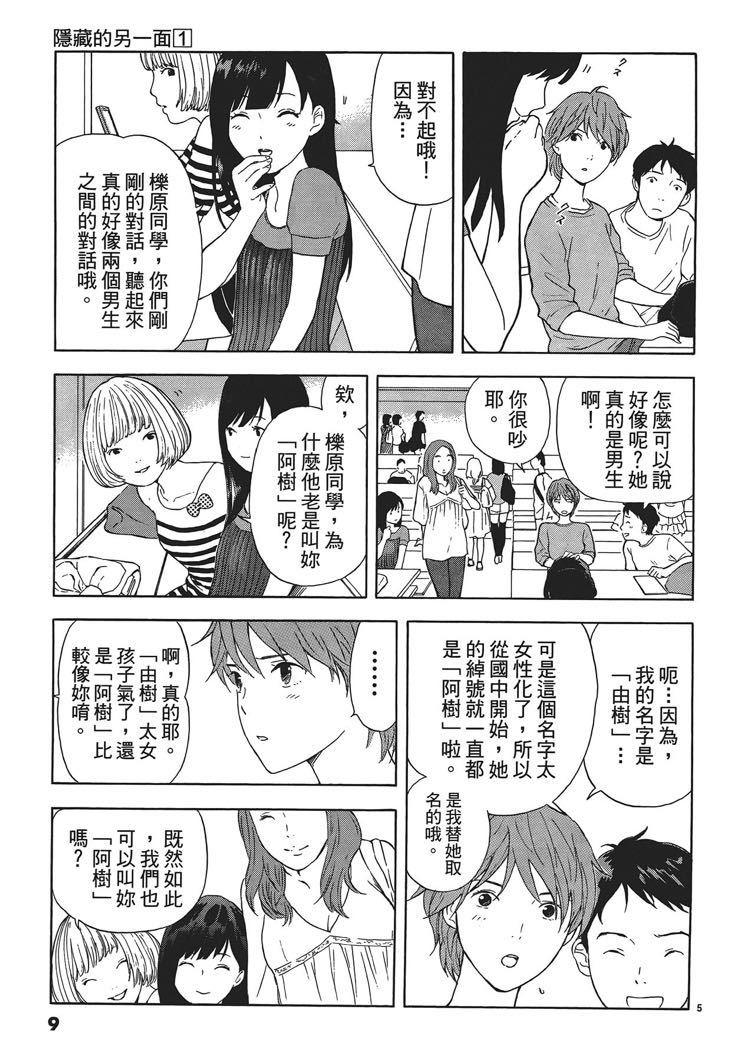 隱藏的另一面1
クスッ
クスッ
對不起哦！
因為…
櫟原同學，你們剛
剛的對話，聽起來
真的好像兩個男生
之間的對話哦。
怎麼可以說
好像呢？她
真的是男生
啊！
你很吵
耶。
欸，
櫟原同學，為
什麼他老是叫妳
「阿樹」呢？
呃…因為，
我的名字是
「由樹」…
可是這個名字太
女性化了，所以
從國中開始，她
的綽號就一直都
是「阿樹」啦。
是我替她取
名的哦。
……
啊，真的耶。
「由樹」太女
孩子氣了，還
是「阿樹」比
較像妳唷。
既然如此
，我們也
可以叫妳
「阿樹」
嗎？
5
9